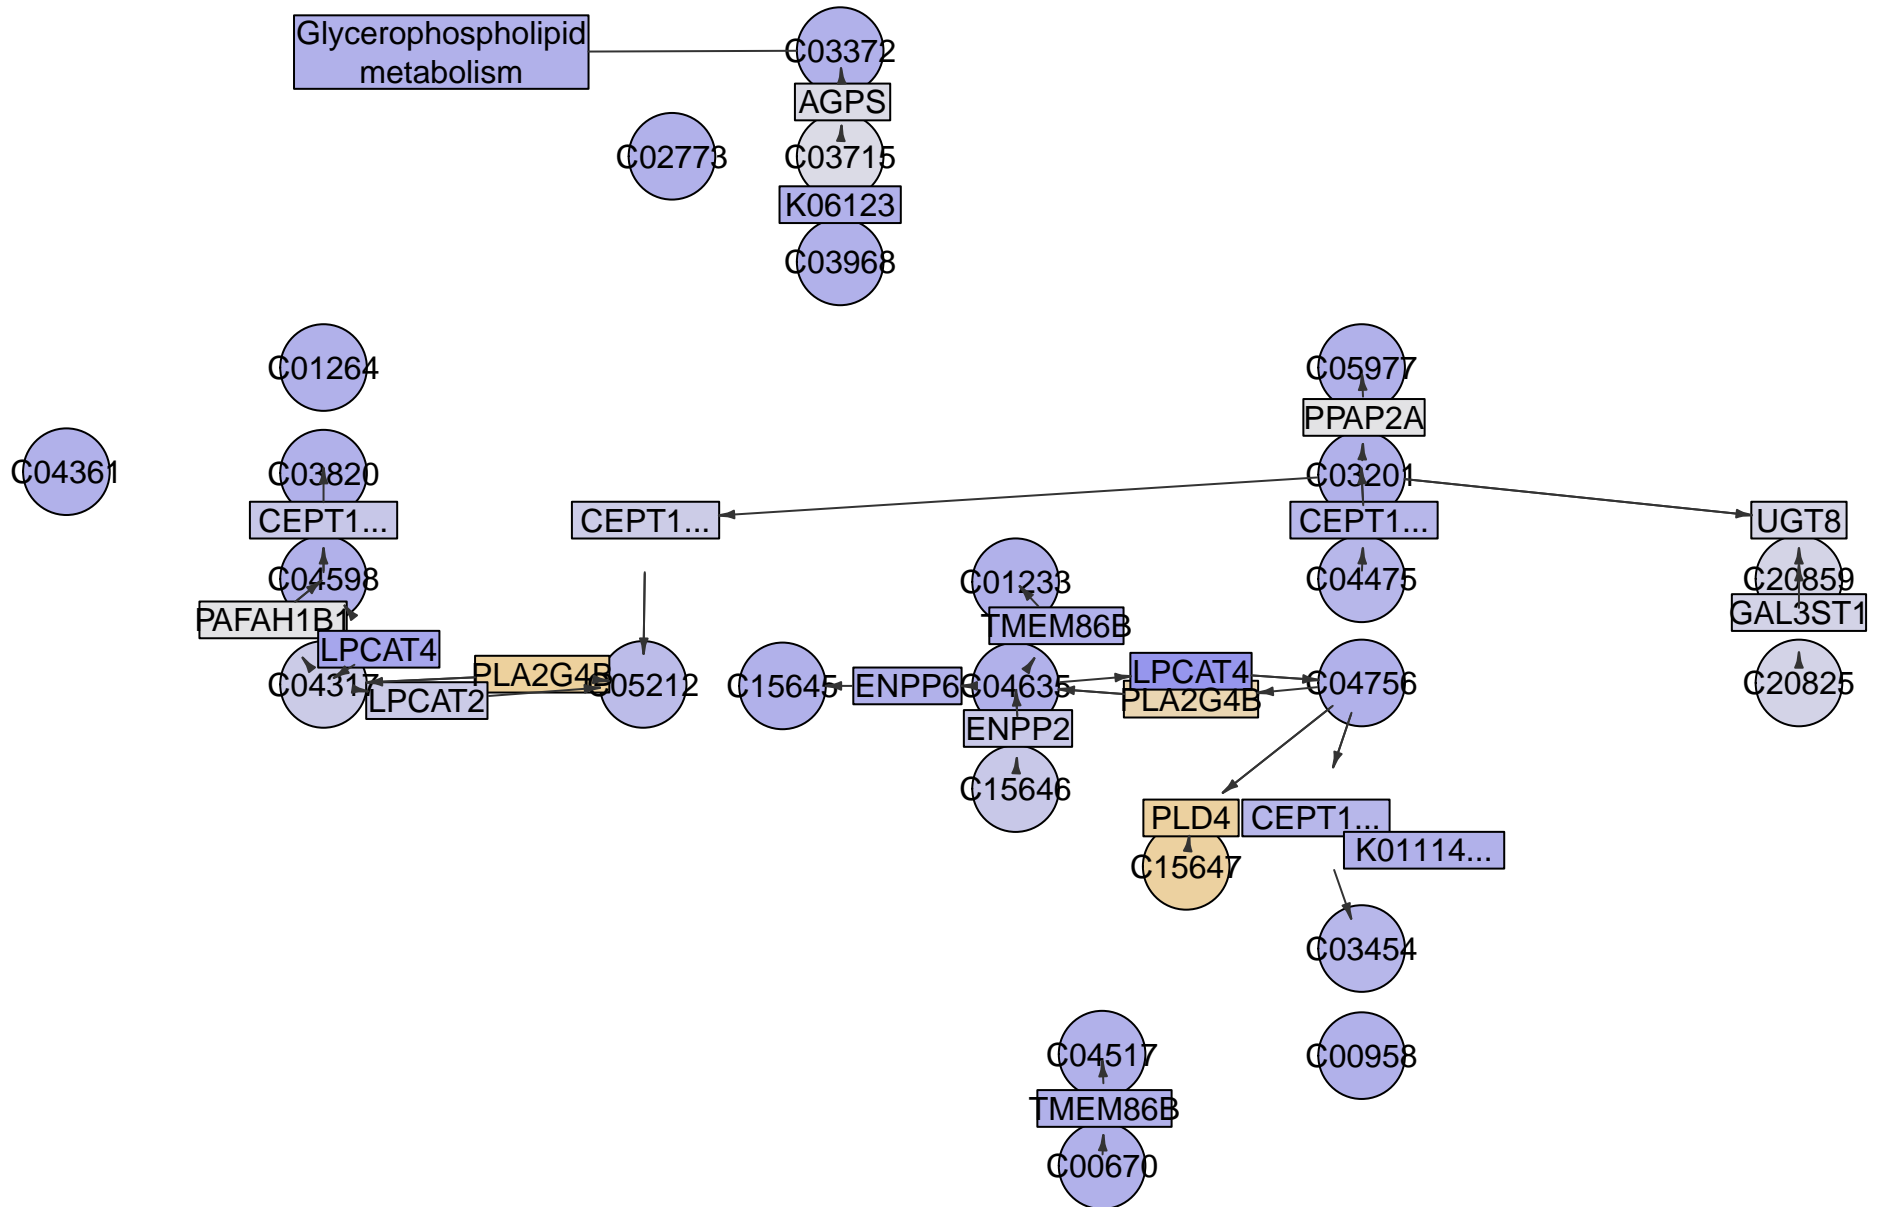 Glycerophospholipid
metabolism
C03372
AGPS
C02773
C03715
K06123
C03968
C01264
C05977
PPAP2A
C04361
C03820
C03201
CEPT1...
CEPT1...
CEPT1...
UGT8
C04598
C01233
C04475
C20859
PAFAH1B1
TMEM86B
GAL3ST1
LPCAT4
PLA2G4B
LPCAT4
C04317
LPCAT2
C05212
C15645
ENPP6
C04635
PLA2G4B
C04756
C20825
ENPP2
C15646
PLD4
CEPT1...
K01114...
C15647
C03454
C04517
C00958
TMEM86B
C00670